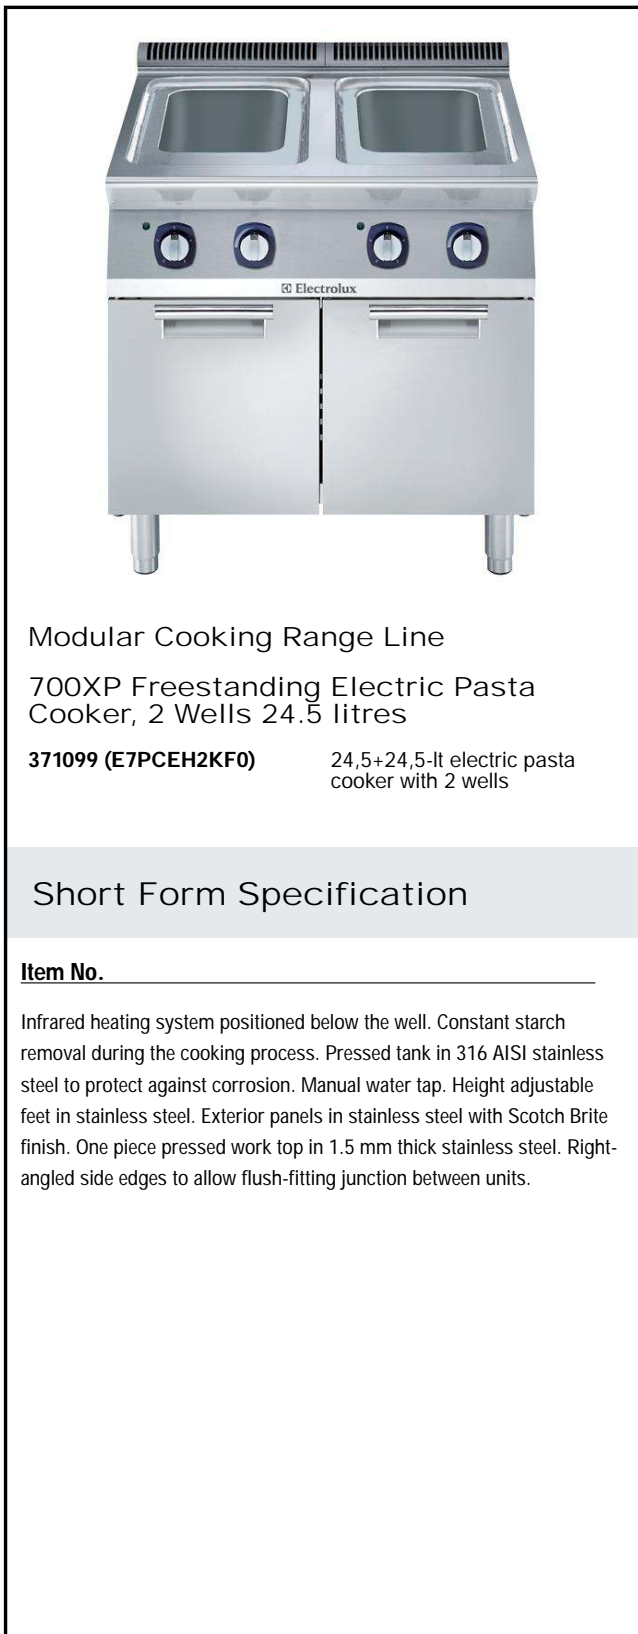 Electrolux
Modular Cooking Range Line
700XP Freestanding Electric Pasta
Cooker, 2 Wells 24.5 litres
371099 (E7PCEH2KF0)
24,5+24,5-lt electric pasta
cooker with 2 wells
Short Form Specification
Item No.
Infrared heating system positioned below the well. Constant starch
removal during the cooking process. Pressed tank in 316 AISI stainless
steel to protect against corrosion. Manual water tap. Height adjustable
feet in stainless steel. Exterior panels in stainless steel with Scotch Brite
finish. One piece pressed work top in 1.5 mm thick stainless steel. Right-
angled side edges to allow flush-fitting junction between units.